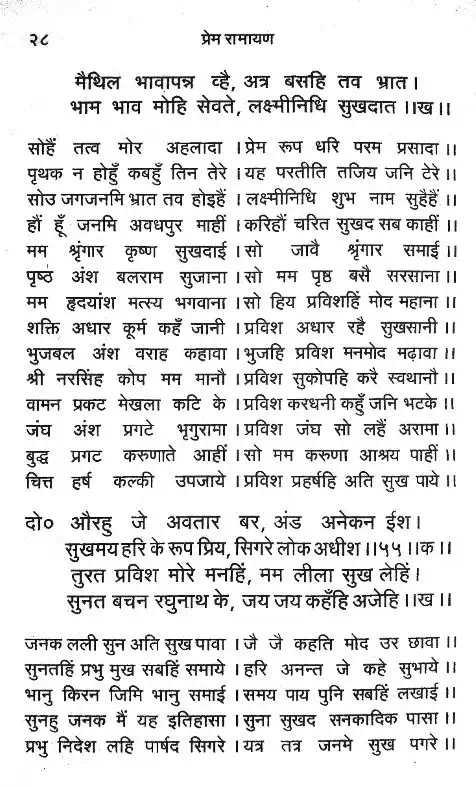 २८ प्रेम रामायण
मैथिल भावापन्न व्है, अत्र बसहि तव भ्रात ।
भाम भाव मोहि सेवते, लक्ष्मीनिधि सुखदात ।।ख।।
सोहैं तत्व मोर अहलादा । प्रेम रूप धरि परम प्रसादा ।।
पृथक न होहुँ कबहुँ तिन तेरे । यह परतीति तजिय जनि टेरे ।।
सोउ जगजनमि भ्रात तव होइहैं । लक्ष्मीनिधि शुभ नाम सुहैहैं ।।
हौं हूँ जनमि अवधपुर माहीं । करिहौं चरित सुखद सब काहीं ।।
मम श्रृंगार कृष्ण सुखदाई । सो जावै श्रृंगार समाई ।।
पृष्ठ अंश बलराम सुजाना । सो मम पृष्ठ बसै सरसाना ।।
मम हृदयांश मत्स्य भगवाना । सो हिय प्रविशहिं मोद महाना ।।
शक्ति अधार कूर्म कहँ जानी । प्रविश अधार रहै सुखसानी ।।
भुजबल अंश वराह कहावा । भुजहि प्रविश मनमोद मढ़ावा ।।
श्री नरसिंह कोप मम मानौ । प्रविश सुकोपहि करै स्वथानौ ।।
वामन प्रकट मेखला कटि के । प्रविश करधनी कहुँ जनि भटके ।।
जंघ अंश प्रगटे भृगुरामा । प्रविश जंघ सो लहैं अरामा ।।
बुद्ध प्रगट करुणाते आहीं । सो मम करुणा आश्रय पाहीं ।।
चित्त हर्ष कल्की उपजाये । प्रविश प्रहर्षहि अति सुख पाये ।।
दो० औरहु जे अवतार बर, अंड अनेकन ईश ।
सुखमय हरि के रूप प्रिय, सिगरे लोक अधीश ।।५५ ।।क।।
तुरत प्रविश मोरे मनहिं, मम लीला सुख लेहिं ।
सुनत बचन रघुनाथ के, जय जय कहँहि अजेहि ।।ख।।
जनक लली सुन अति सुख पावा । जै जै कहति मोद उर छावा ।।
सुनतहिं प्रभु मुख सबहिं समाये । हरि अनन्त जे कहे सुभाये ।।
भानु किरन जिमि भानु समाई । समय पाय पुनि सबहिं लखाई ।।
सुनहु जनक मैं यह इतिहासा । सुना सुखद सनकादिक पासा ।।
प्रभु निदेश लहि पार्षद सिगरे । यत्र तत्र जनमे सुख पगरे ।।